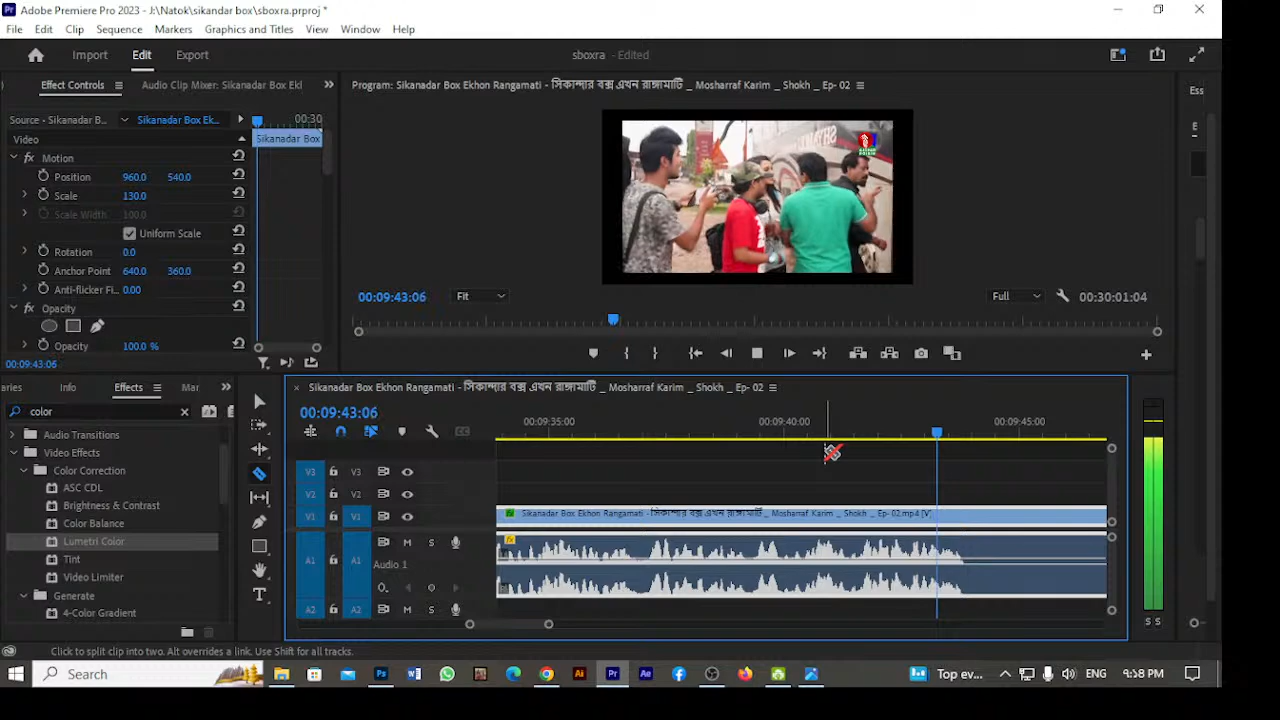 Adobe Premiere Pro 2023 - J:\Natok\sikandar box\sboxra.prproj *
File Edit Clip Sequence Markers Graphics and Titles View Window Help
Import Edit Export
sboxra - Edited
Effect Controls Audio Clip Mixer: Sikanadar Box Ekl
Program: Sikanadar Box Ekhon Rangamati - সিকান্দার বক্স এখন রাঙ্গামাটি _ Mosharraf Karim _ Shokh _ Ep- 02
Ess
Source - Sikanadar B... Sikanadar Box Ek... 00:30
Video Sikanadar Box
Motion
Position 960.0 540.0
Scale 130.0
Scale Width 100.0
Uniform Scale
Rotation 0.0
Anchor Point 640.0 360.0
Anti-flicker Fi... 0.00
Opacity
Opacity 100.0 %
00:09:43:06
00:09:43:06 Fit Full 00:30:01:04
aries Info Effects Mar
color
Audio Transitions
Video Effects
Color Correction
ASC CDL
Brightness & Contrast
Color Balance
Lumetri Color
Tint
Video Limiter
Generate
4-Color Gradient
Sikanadar Box Ekhon Rangamati - সিকান্দার বক্স এখন রাঙ্গামাটি _ Mosharraf Karim _ Shokh _ Ep- 02
00:09:43:06
00:09:35:00 00:09:40:00 00:09:45:00
V3 V3
V2 V2
V1 V1 Sikanadar Box Ekhon Rangamati - সিকান্দার বক্স এখন রাঙ্গামাটি _ Mosharraf Karim _ Shokh _ Ep- 02.mp4 [V]
A1 A1 M S
Audio 1
A2 A2 M S
S S
Click to split clip into two. Alt overrides a link. Use Shift for all tracks.
Search Top ev... ENG 9:58 PM